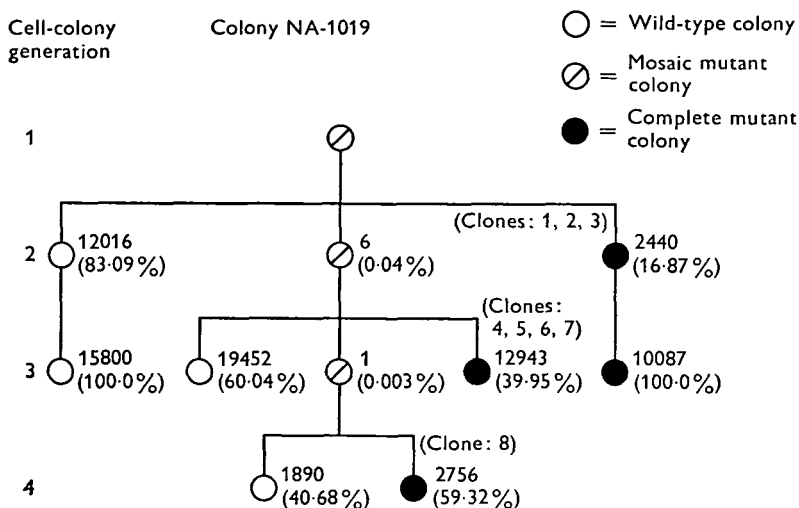 Cell-colony
generation
Colony NA-1019
= Wild-type colony
= Mosaic mutant
colony
= Complete mutant
colony
1
(Clones: 1, 2, 3)
2
12016
(83·09%)
6
(0·04%)
2440
(16·87%)
(Clones:
4, 5, 6, 7)
3
15800
(100·0%)
19452
(60·04%)
1
(0·003%)
12943
(39·95%)
10087
(100·0%)
(Clone: 8)
4
1890
(40·68%)
2756
(59·32%)